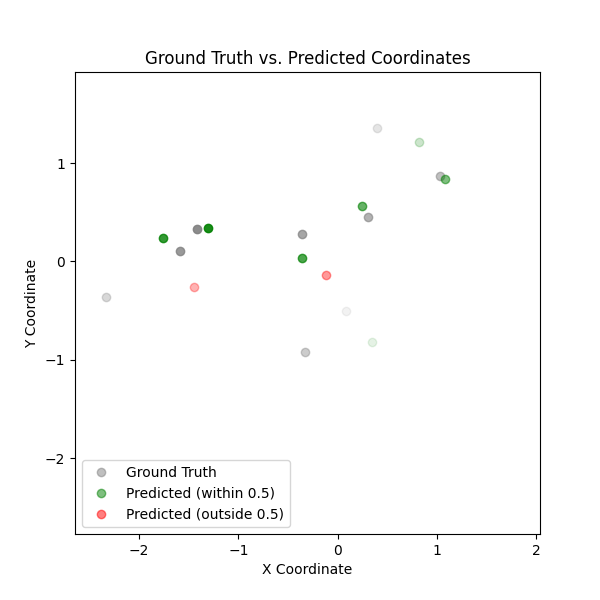 Ground Truth vs. Predicted Coordinates
Y Coordinate
1
0
−1
−2
Ground Truth
Predicted (within 0.5)
Predicted (outside 0.5)
−2 −1 0 1 2
X Coordinate